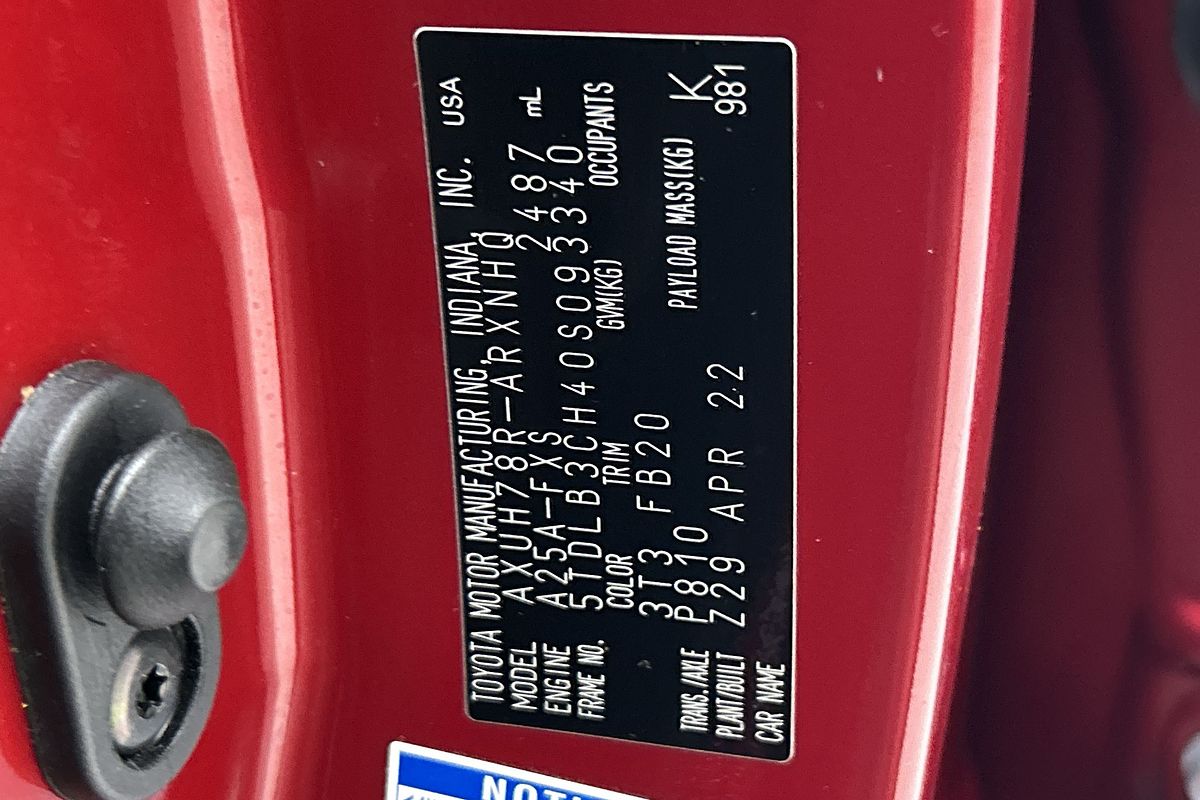 TOYOTA MOTOR MANUFACTURING, INDIANA, INC. USA
MODEL AXUH78R-ARXNHQ
ENGINE A25A-FXS 2487 mL
FRAME NO. 5TDLB3CH40S093340
COLOR TRIM GVM(KG) OCCUPANTS
3T3 FB20
TRANS./AXLE P810 PAYLOAD MASS(KG) K
PLANT/BUILT Z29 APR 22 981
CAR NAME